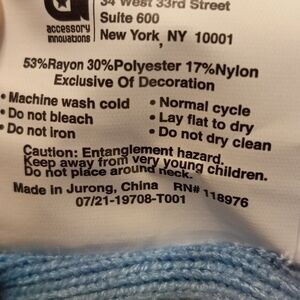 34 West 33rd Street
Suite 600
New York, NY 10001
accessory
innovations
53%Rayon 30%Polyester 17%Nylon
Exclusive Of Decoration
• Machine wash cold • Normal cycle
• Do not bleach • Lay flat to dry
• Do not iron • Do not dry clean
Caution: Entanglement hazard.
Keep away from very young children.
Do not place around neck.
Made in Jurong, China RN# 118976
07/21-19708-T001